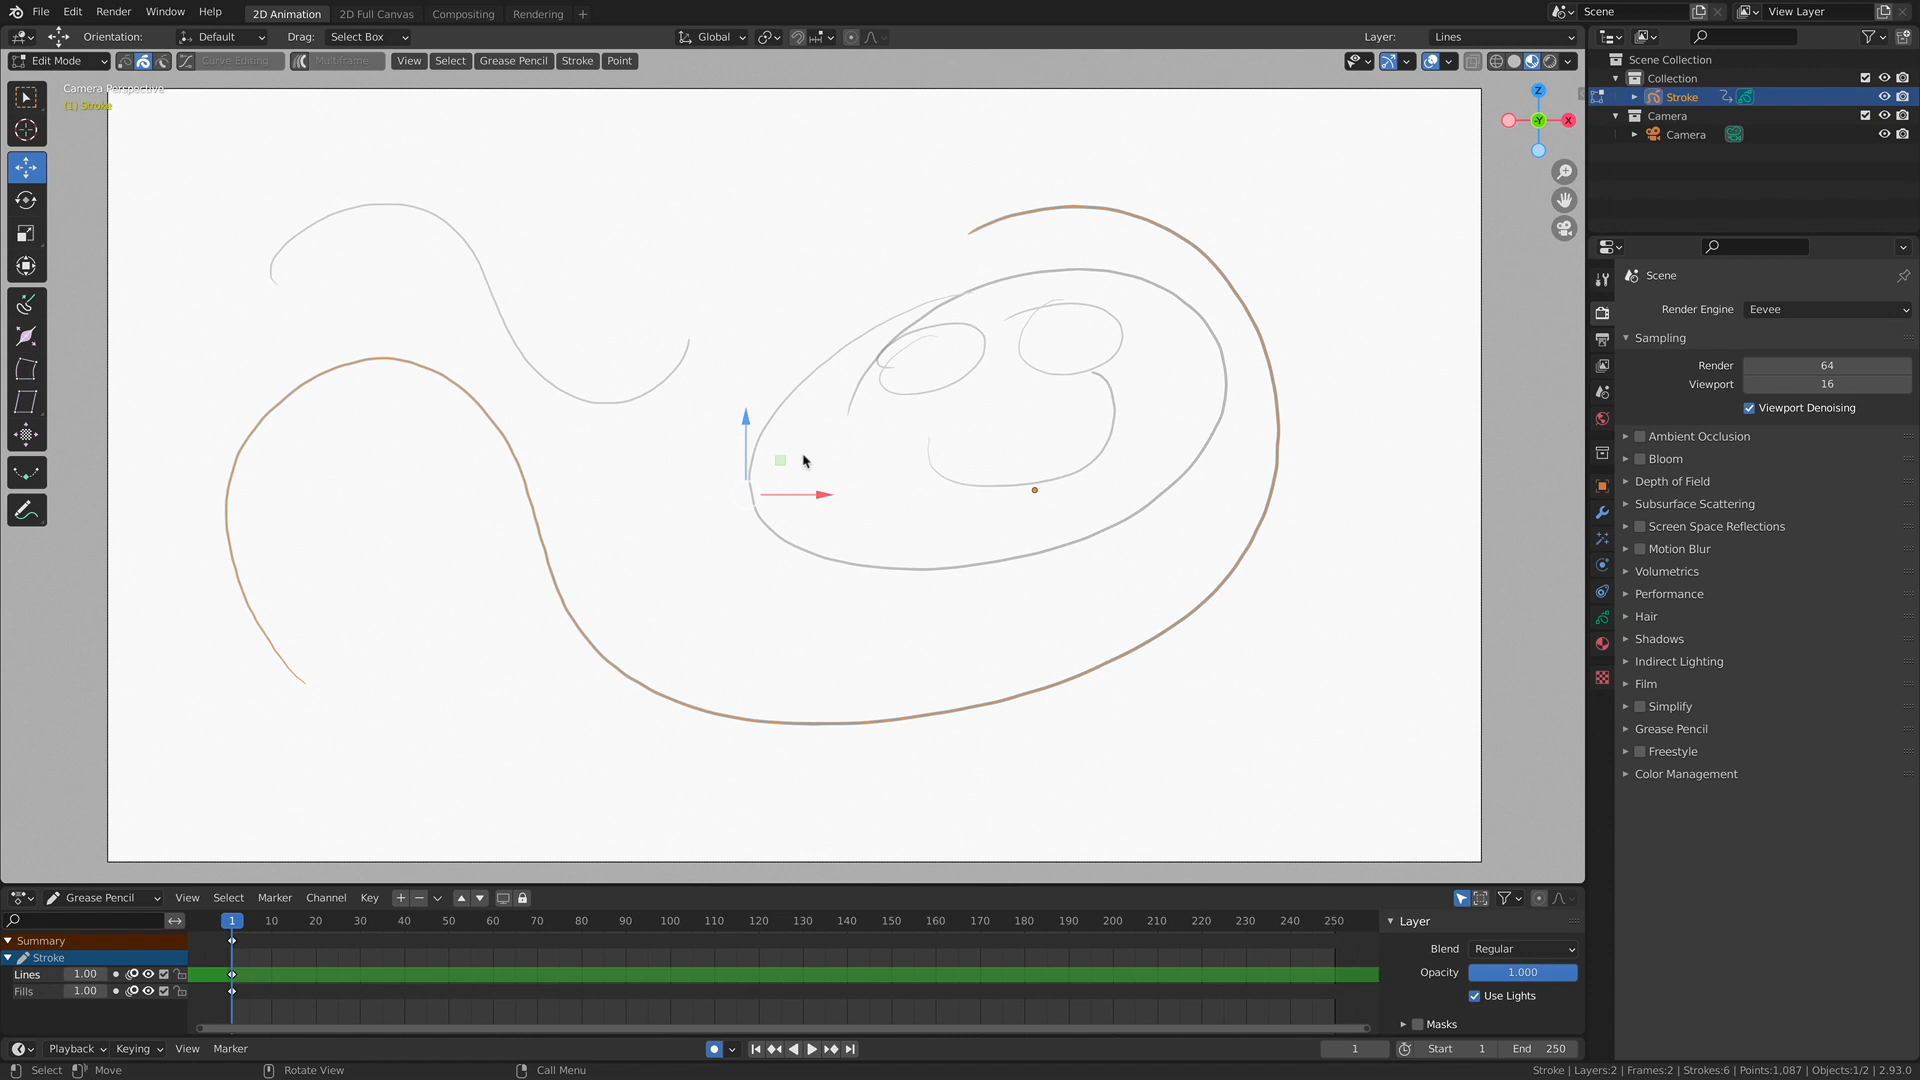 File Edit Render Window Help 2D Animation 2D Full Canvas Compositing Rendering + Scene View Layer
Orientation: Default Drag: Select Box Global Layer: Lines
Edit Mode Curve Editing Multiframe View Select Grease Pencil Stroke Point
Camera Perspective
(1) Stroke
Z
-Y X
Scene Collection
Collection
Stroke
Camera
Camera
Scene
Render Engine Eevee
Sampling
Render 64
Viewport 16
Viewport Denoising
Ambient Occlusion
Bloom
Depth of Field
Subsurface Scattering
Screen Space Reflections
Motion Blur
Volumetrics
Performance
Hair
Shadows
Indirect Lighting
Film
Simplify
Grease Pencil
Freestyle
Color Management
Grease Pencil View Select Marker Channel Key
1 10 20 30 40 50 60 70 80 90 100 110 120 130 140 150 160 170 180 190 200 210 220 230 240 250
Summary
Stroke
Lines 1.00
Fills 1.00
Layer
Blend Regular
Opacity 1.000
Use Lights
Masks
Playback Keying View Marker 1 Start 1 End 250
Select Move Rotate View Call Menu Stroke | Layers:2 | Frames:2 | Strokes:6 | Points:1,087 | Objects:1/2 | 2.93.0